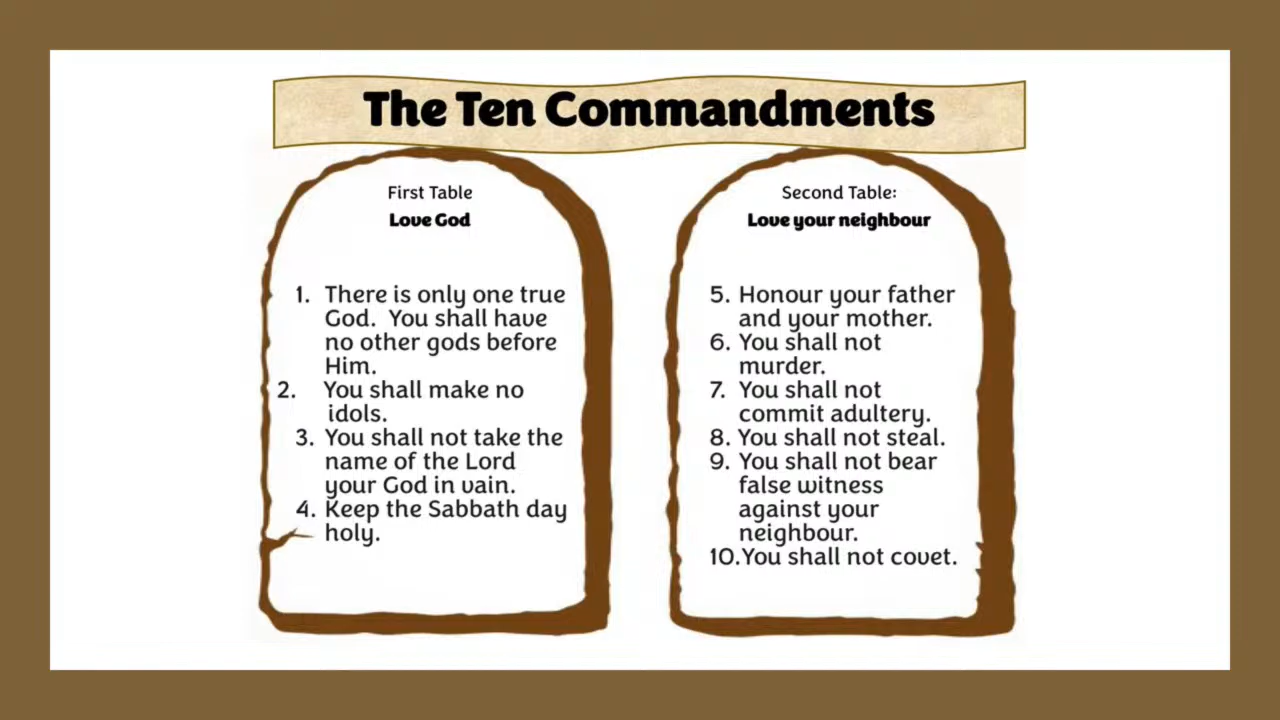 The Ten Commandments
First Table
Love God
1. There is only one true
God. You shall have
no other gods before
Him.
2. You shall make no
idols.
3. You shall not take the
name of the Lord
your God in vain.
4. Keep the Sabbath day
holy.
Second Table:
Love your neighbour
5. Honour your father
and your mother.
6. You shall not
murder.
7. You shall not
commit adultery.
8. You shall not steal.
9. You shall not bear
false witness
against your
neighbour.
10.You shall not covet.